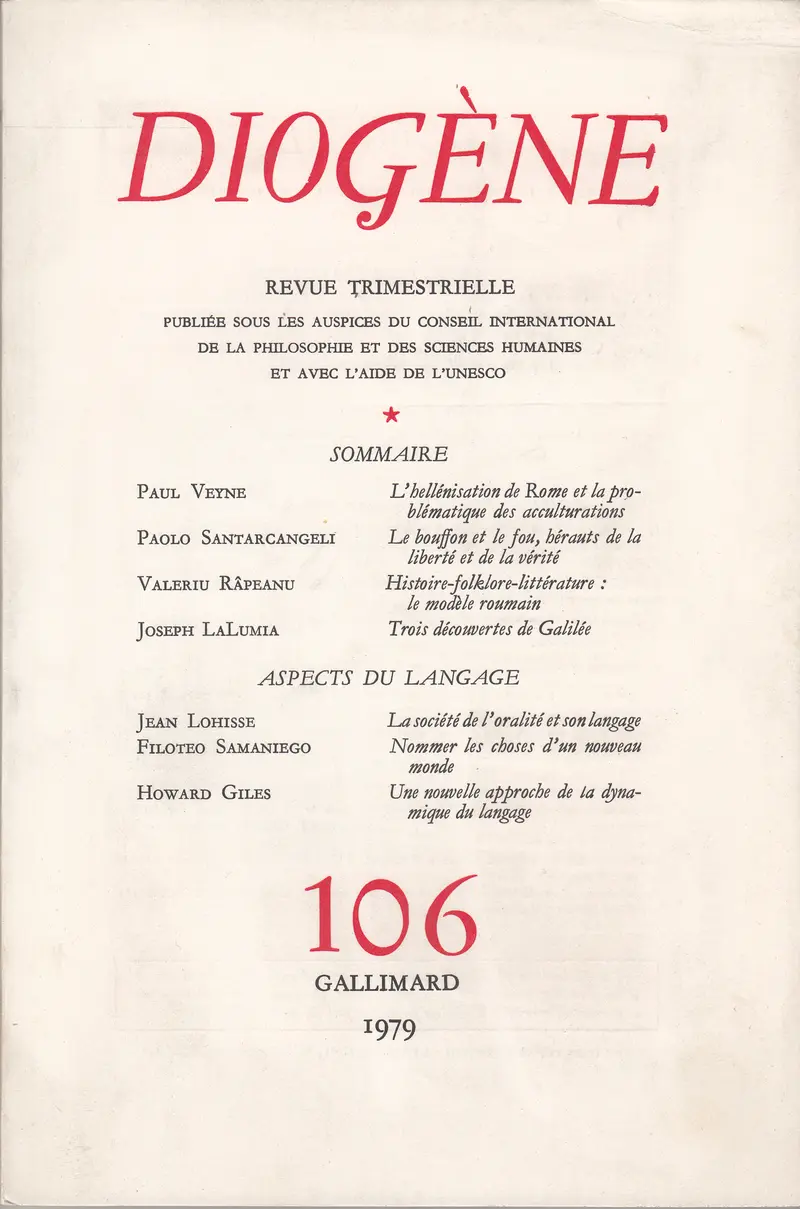 DIOGÈNE
REVUE TRIMESTRIELLE
PUBLIÉE SOUS LES AUSPICES DU CONSEIL INTERNATIONAL
DE LA PHILOSOPHIE ET DES SCIENCES HUMAINES
ET AVEC L'AIDE DE L'UNESCO
★
SOMMAIRE
PAUL VEYNE L'hellénisation de Rome et la pro-
blématique des acculturations
PAOLO SANTARCANGELI Le bouffon et le fou, hérauts de la
liberté et de la vérité
VALERIU RÂPEANU Histoire-folklore-littérature :
le modèle roumain
JOSEPH LALUMIA Trois découvertes de Galilée
ASPECTS DU LANGAGE
JEAN LOHISSE La société de l'oralité et son langage
FILOTEO SAMANIEGO Nommer les choses d'un nouveau
monde
HOWARD GILES Une nouvelle approche de la dyna-
mique du langage
106
GALLIMARD
1979